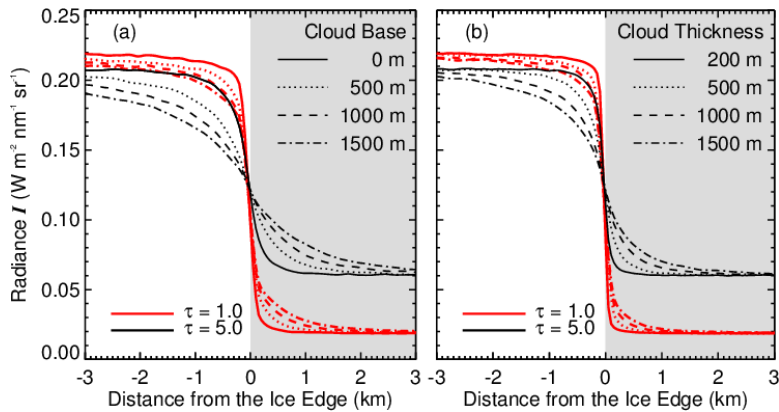 (a) Cloud Base
0 m
500 m
1000 m
1500 m
τ = 1.0
τ = 5.0
(b) Cloud Thickness
200 m
500 m
1000 m
1500 m
τ = 1.0
τ = 5.0
Radiance I (W m⁻² nm⁻¹ sr⁻¹)
0.25
0.20
0.15
0.10
0.05
0.00
-3 -2 -1 0 1 2 3
Distance from the Ice Edge (km)
-3 -2 -1 0 1 2 3
Distance from the Ice Edge (km)